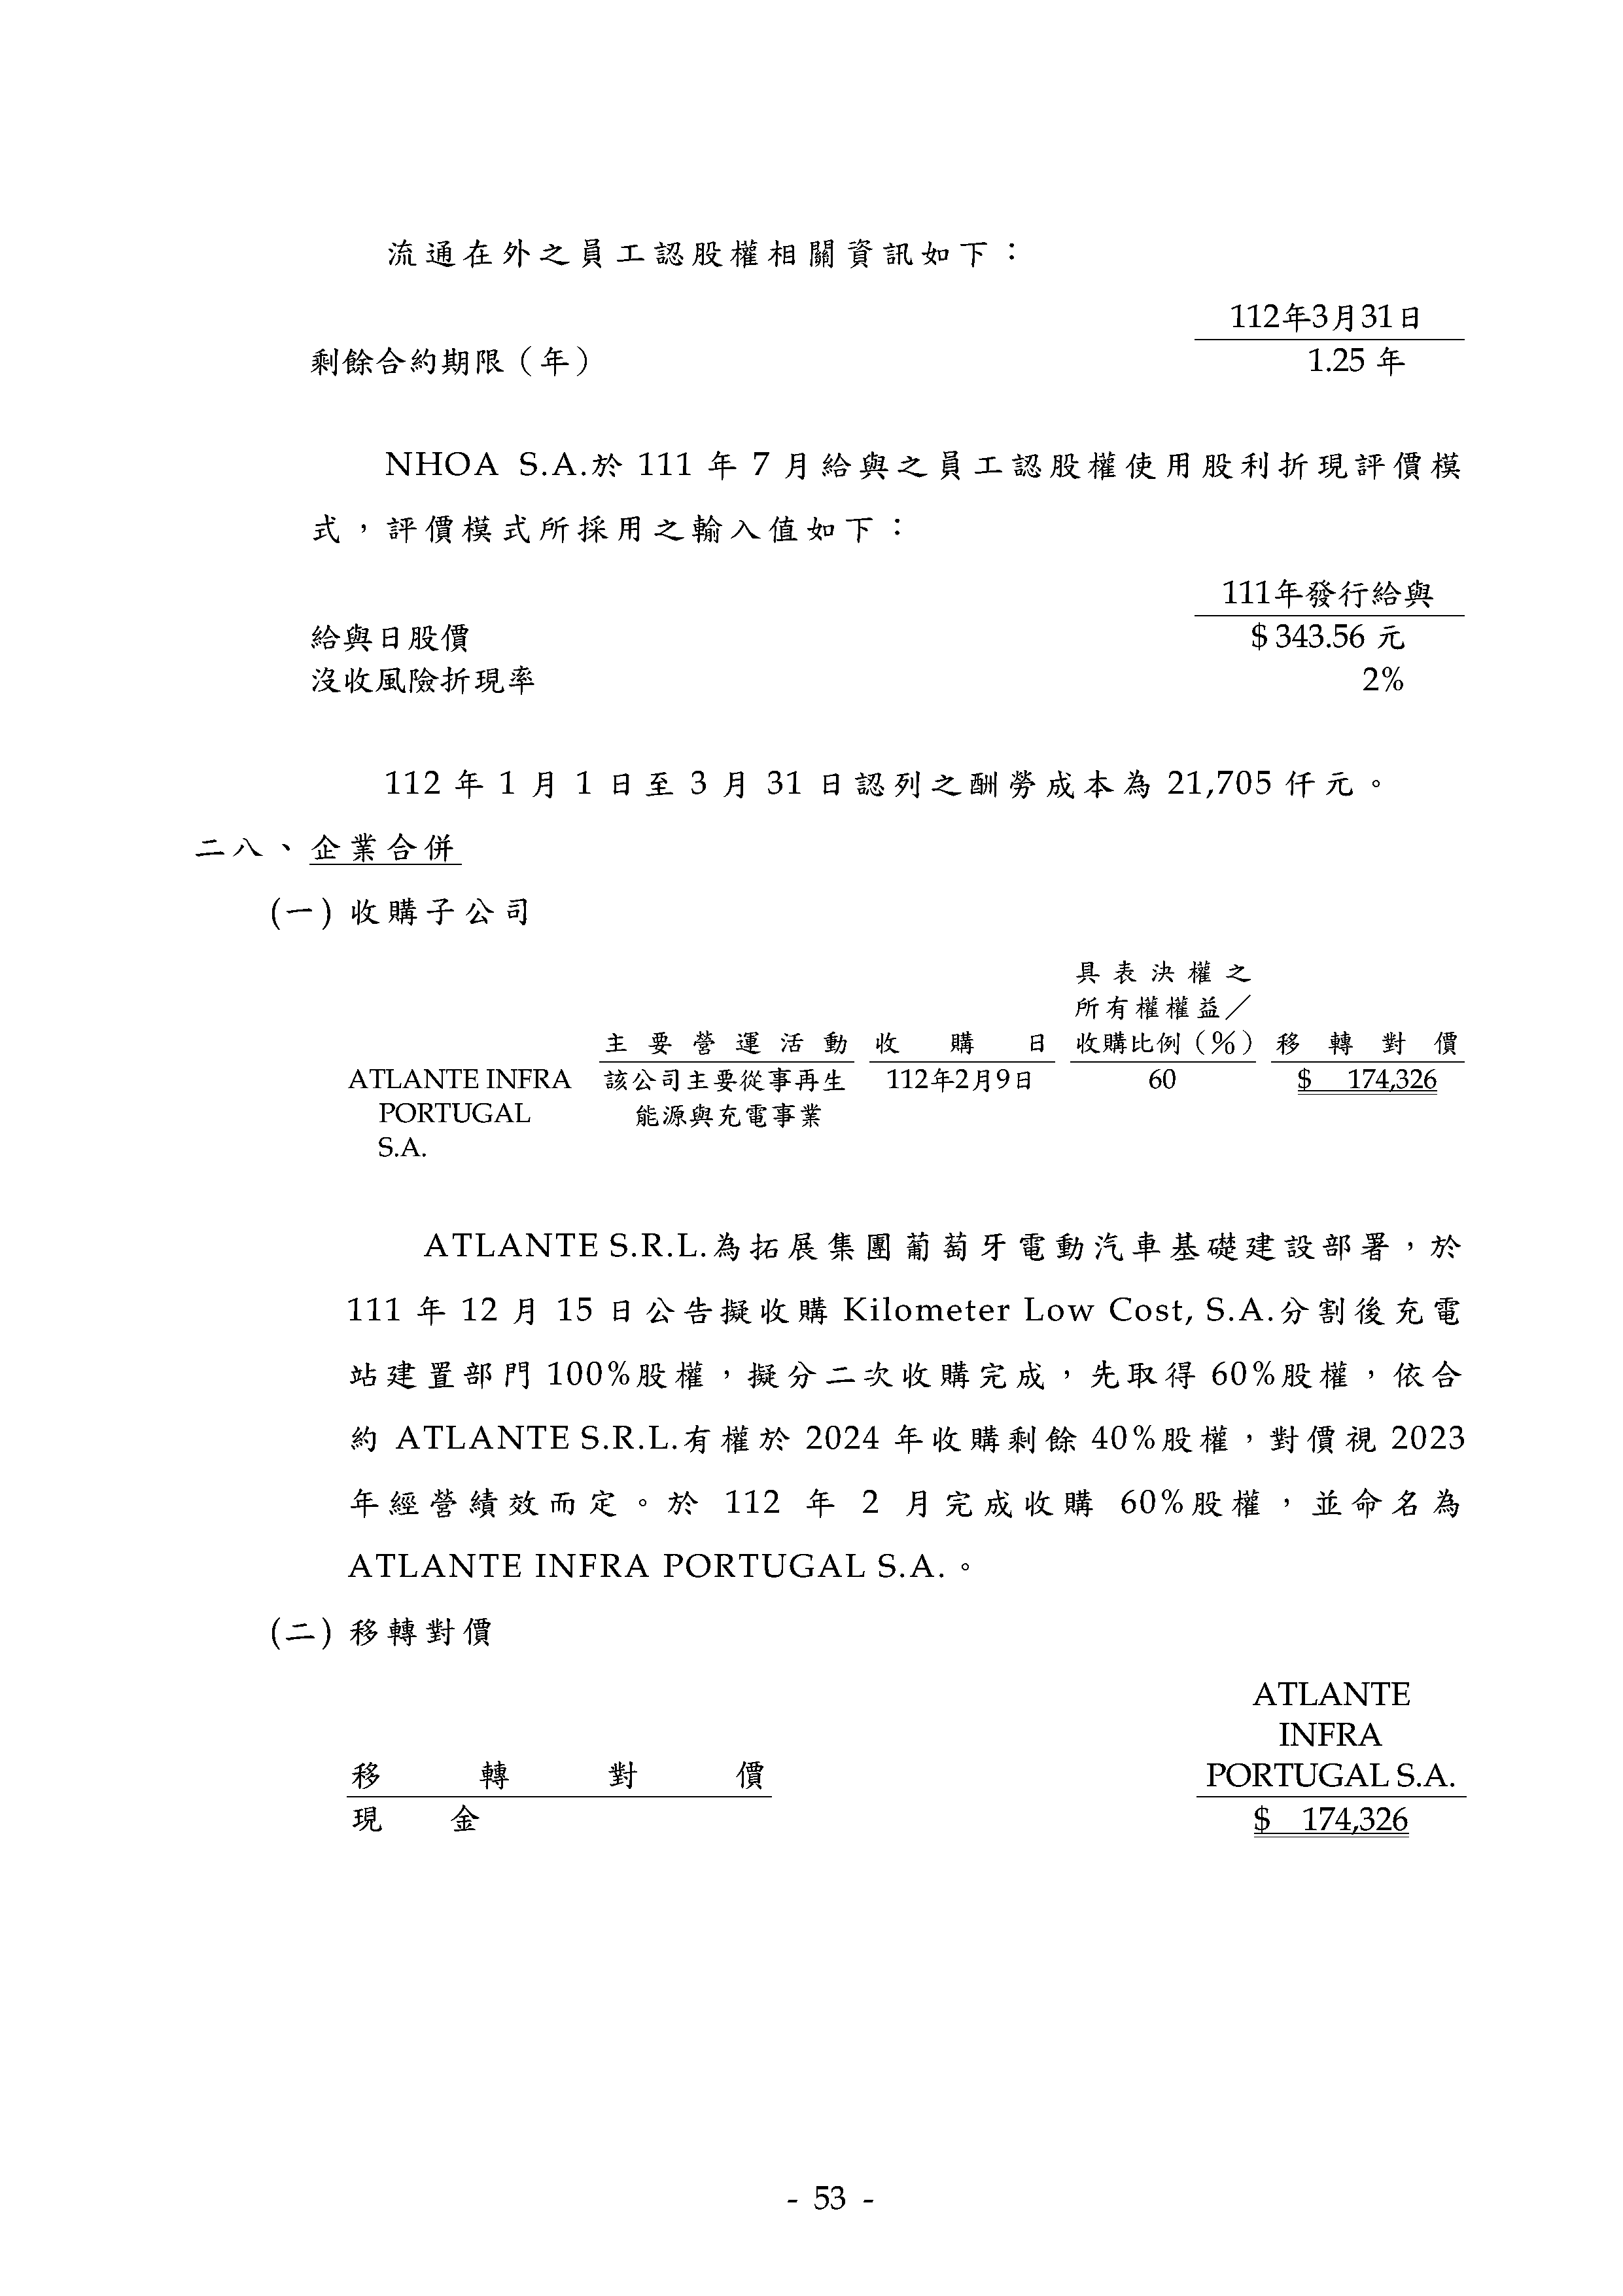 流通在外之員工認股權相關資訊如下：
112年3月31日
剩餘合約期限（年） 1.25 年
NHOA S.A.於 111 年 7 月給與之員工認股權使用股利折現評價模
式，評價模式所採用之輸入值如下：
111年發行給與
給與日股價 $ 343.56 元
沒收風險折現率 2%
112 年 1 月 1 日至 3 月 31 日認列之酬勞成本為 21,705 仟元。
二八、企業合併
(一) 收購子公司
具表決權之
所有權權益／
主要營運活動 收購日 收購比例（%） 移轉對價
ATLANTE INFRA 該公司主要從事再生 112年2月9日 60 $ 174,326
PORTUGAL 能源與充電事業
S.A.
ATLANTE S.R.L.為拓展集團葡萄牙電動汽車基礎建設部署，於
111 年 12 月 15 日公告擬收購 Kilometer Low Cost, S.A.分割後充電
站建置部門 100%股權，擬分二次收購完成，先取得 60%股權，依合
約 ATLANTE S.R.L.有權於 2024 年收購剩餘 40%股權，對價視 2023
年經營績效而定。於 112 年 2 月完成收購 60%股權，並命名為
ATLANTE INFRA PORTUGAL S.A.。
(二) 移轉對價
ATLANTE
INFRA
移轉對價 PORTUGAL S.A.
現金 $ 174,326
- 53 -